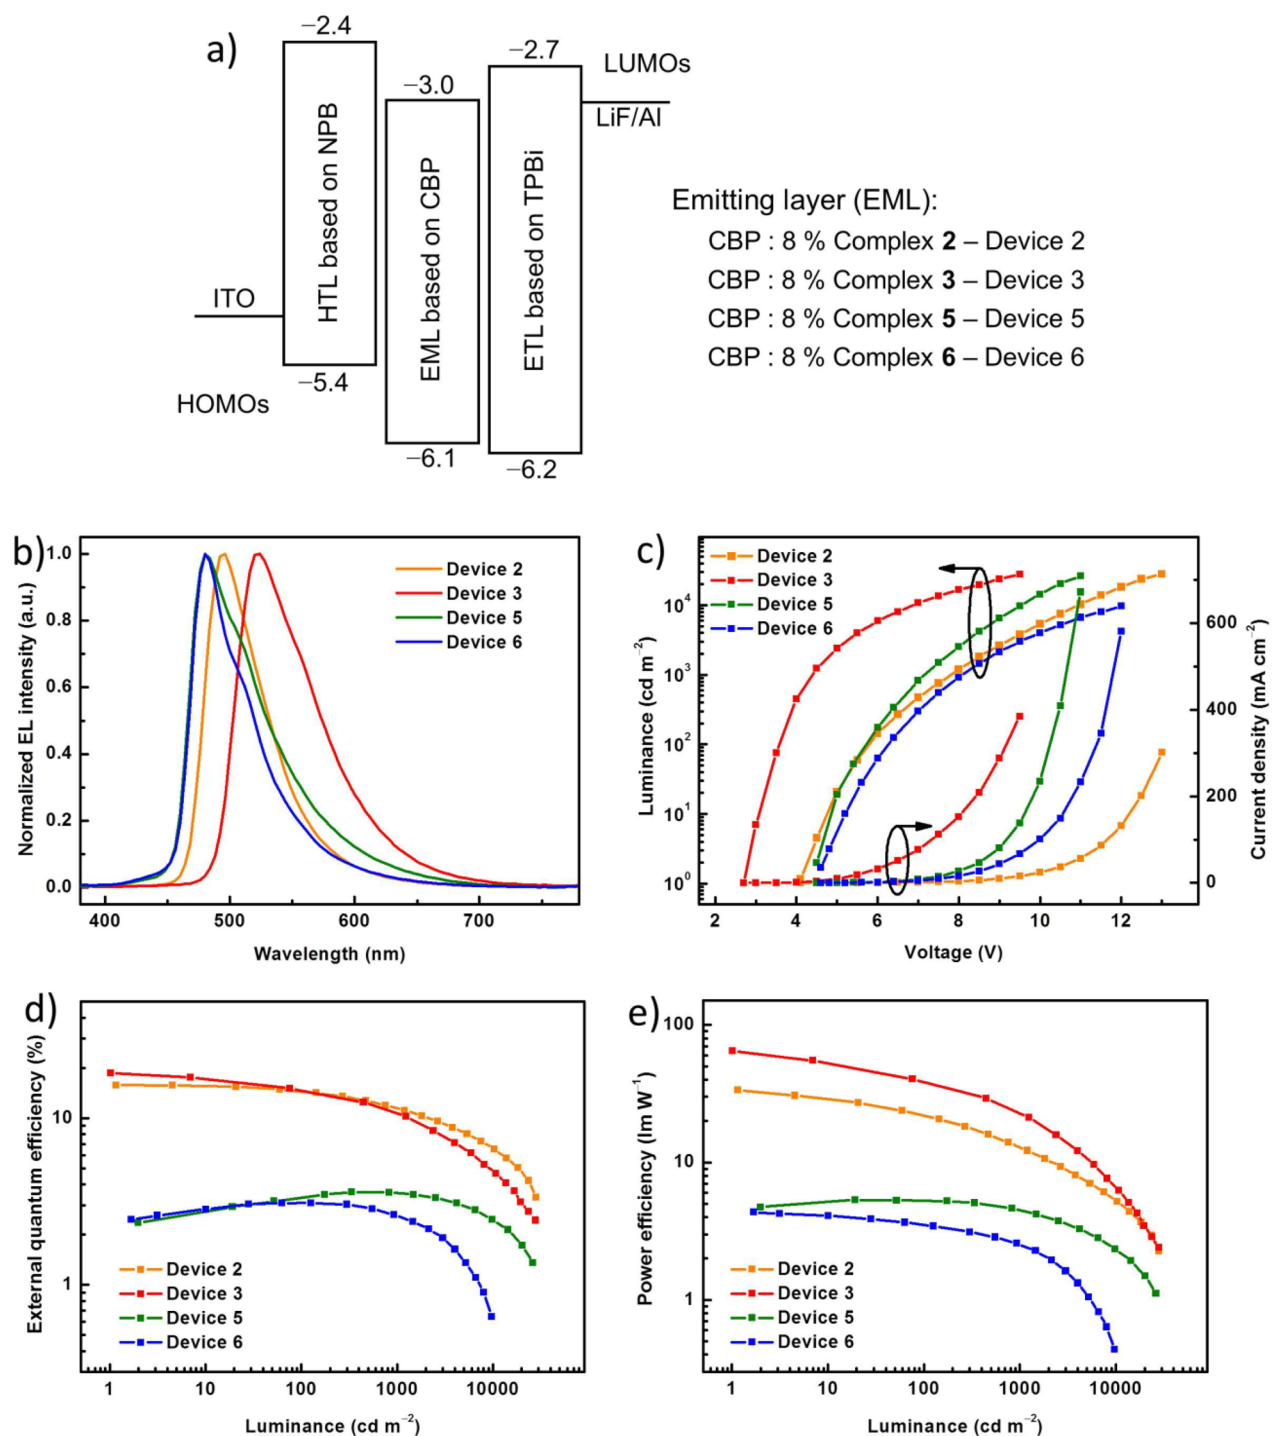 a)
−2.4
−3.0
−2.7
LUMOs
LiF/Al
HTL based on NPB
EML based on CBP
ETL based on TPBi
ITO
HOMOs
−5.4
−6.1
−6.2
Emitting layer (EML):
CBP : 8 % Complex 2 – Device 2
CBP : 8 % Complex 3 – Device 3
CBP : 8 % Complex 5 – Device 5
CBP : 8 % Complex 6 – Device 6
b)
Normalized EL intensity (a.u.)
1.0
0.8
0.6
0.4
0.2
0.0
Device 2
Device 3
Device 5
Device 6
400 500 600 700
Wavelength (nm)
c)
Luminance (cd m⁻²)
10⁴
10³
10²
10¹
10⁰
Device 2
Device 3
Device 5
Device 6
600
400
200
0
Current density (mA cm⁻²)
2 4 6 8 10 12
Voltage (V)
d)
External quantum efficiency (%)
10
1
Device 2
Device 3
Device 5
Device 6
1 10 100 1000 10000
Luminance (cd m⁻²)
e)
Power efficiency (lm W⁻¹)
100
10
1
Device 2
Device 3
Device 5
Device 6
1 10 100 1000 10000
Luminance (cd m⁻²)